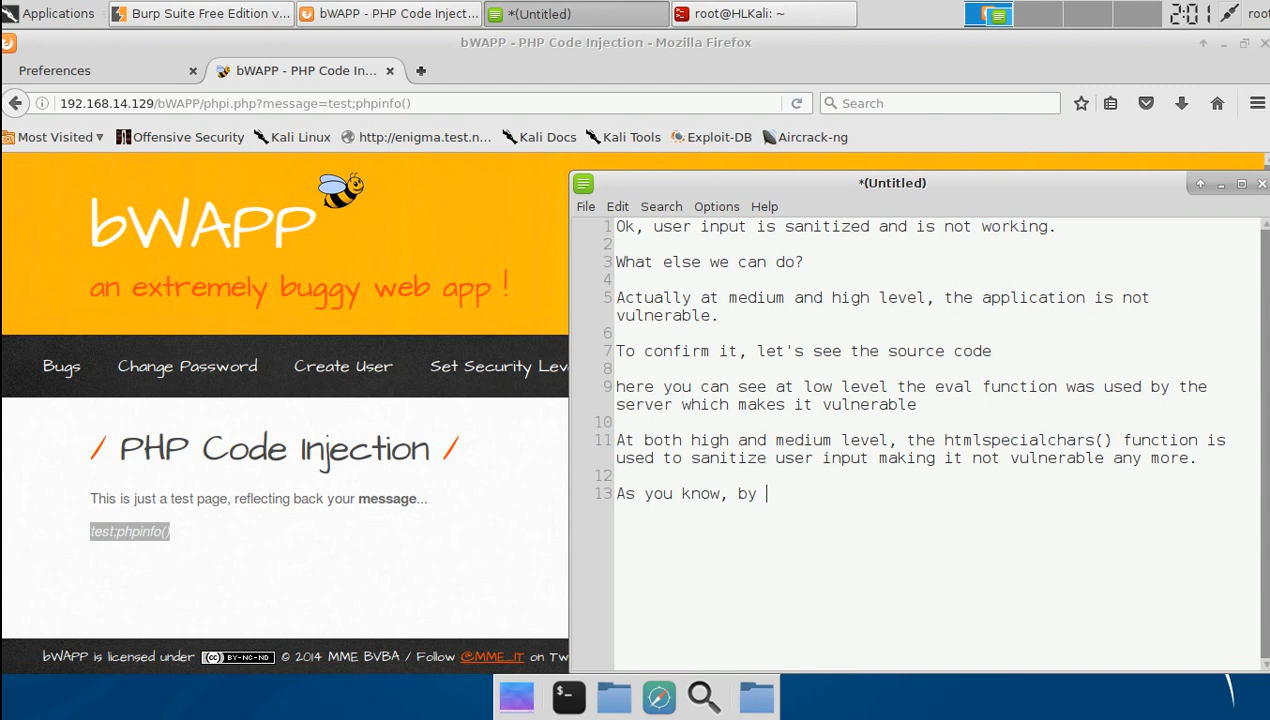 Applications Burp Suite Free Edition v... bWAPP - PHP Code Inject... *(Untitled) root@HLKali: ~ 2:01 root
bWAPP - PHP Code Injection - Mozilla Firefox
Preferences bWAPP - PHP Code In...
192.168.14.129/bWAPP/phpi.php?message=test;phpinfo() Search
Most Visited Offensive Security Kali Linux http://enigma.test.n... Kali Docs Kali Tools Exploit-DB Aircrack-ng
bWAPP
an extremely buggy web app !
Bugs Change Password Create User Set Security Leve
/ PHP Code Injection /
This is just a test page, reflecting back your message...
test;phpinfo()
bWAPP is licensed under CC BY-NC-ND © 2014 MME BVBA / Follow @MME_IT on Tw
*(Untitled)
File Edit Search Options Help
1 Ok, user input is sanitized and is not working.
2
3 What else we can do?
4
5 Actually at medium and high level, the application is not
vulnerable.
6
7 To confirm it, let's see the source code
8
9 here you can see at low level the eval function was used by the
server which makes it vulnerable
10
11 At both high and medium level, the htmlspecialchars() function is
used to sanitize user input making it not vulnerable any more.
12
13 As you know, by